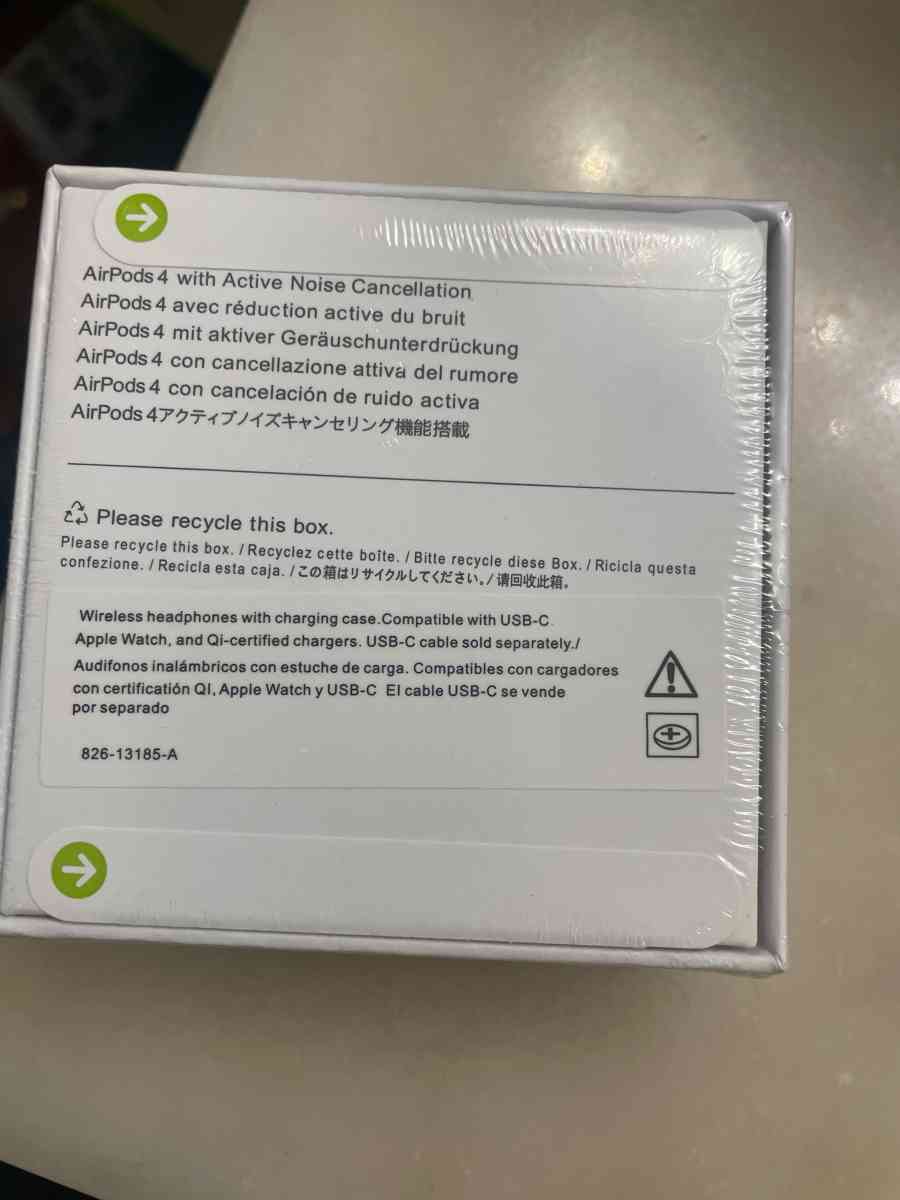 AirPods 4 with Active Noise Cancellation
AirPods 4 avec réduction active du bruit
AirPods 4 mit aktiver Geräuschunterdrückung
AirPods 4 con cancellazione attiva del rumore
AirPods 4 con cancelación de ruido activa
AirPods 4アクティブノイズキャンセリング機能搭載
Please recycle this box.
Please recycle this box. / Recyclez cette boîte. / Bitte recycle diese Box. / Ricicla questa
confezione. / Recicla esta caja. / この箱はリサイクルしてください。/ 请回收此箱。
Wireless headphones with charging case.Compatible with USB-C
Apple Watch, and Qi-certified chargers. USB-C cable sold separately./
Audifonos inalámbricos con estuche de carga. Compatibles con cargadores
con certificatión QI, Apple Watch y USB-C El cable USB-C se vende
por separado
826-13185-A